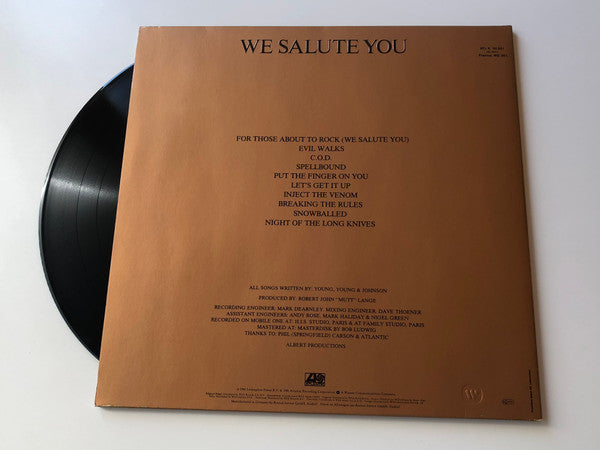 WE SALUTE YOU
FOR THOSE ABOUT TO ROCK (WE SALUTE YOU)
EVIL WALKS
C.O.D.
SPELLBOUND
PUT THE FINGER ON YOU
LET'S GET IT UP
INJECT THE VENOM
BREAKING THE RULES
SNOWBALLED
NIGHT OF THE LONG KNIVES
ALL SONGS WRITTEN BY: YOUNG, YOUNG & JOHNSON
PRODUCED BY: ROBERT JOHN "MUTT" LANGE
RECORDING ENGINEER: MARK DEARNLEY, MIXING ENGINEER: DAVE THORNER
ASSISTANT ENGINEERS: ANDY ROSE, MARK HALIDAY & NIGEL GREEN
RECORDED ON MOBILE ONE AT: H.I.S. STUDIO, PARIS & AT FAMILY STUDIO, PARIS
MASTERED AT: MASTERDISK BY BOB LUDWIG
THANKS TO: PHIL (SPRINGFIELD) CARSON & ATLANTIC
ALBERT PRODUCTIONS